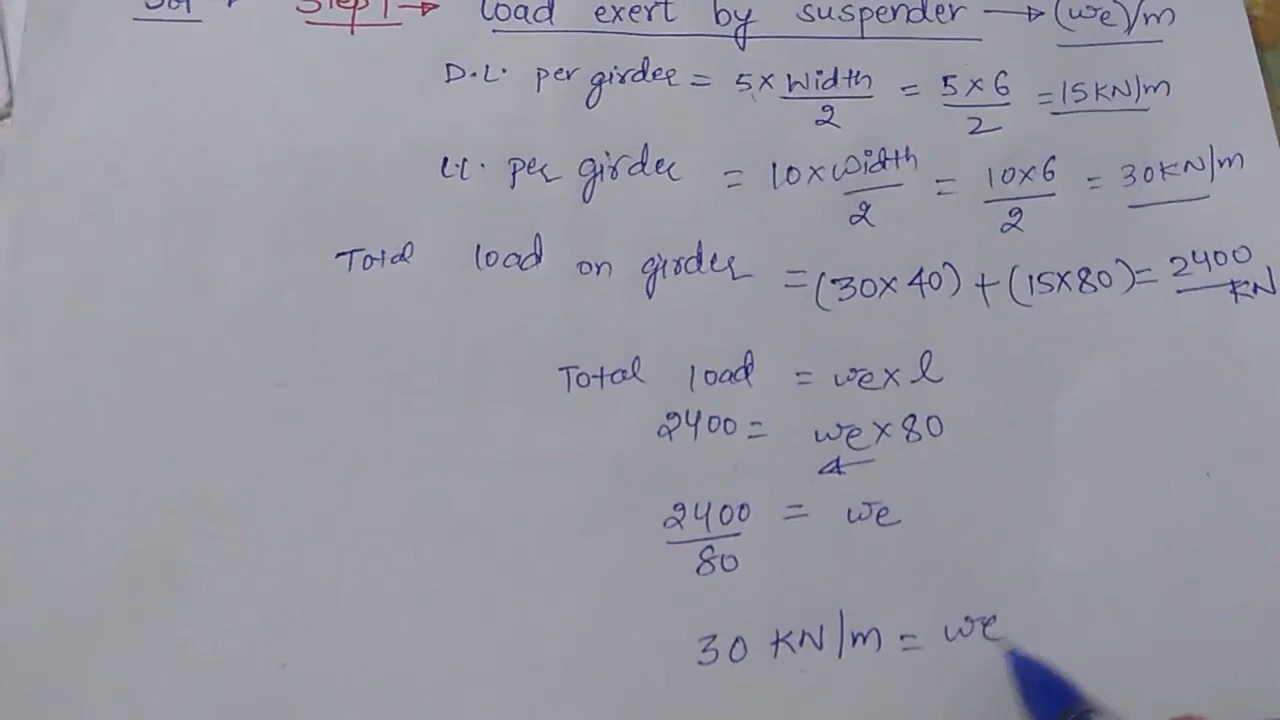 Sol :
Step 1 → Load exert by suspender → (we)/m
D.L. per girder = 5 × Width/2 = 5 × 6/2 = 15 KN/m
L.L. per girder = 10 × Width/2 = 10 × 6/2 = 30 KN/m
Total load on girder = (30 × 40) + (15 × 80) = 2400 KN
Total load = we × l
2400 = we × 80
2400/80 = we
30 KN/m = we